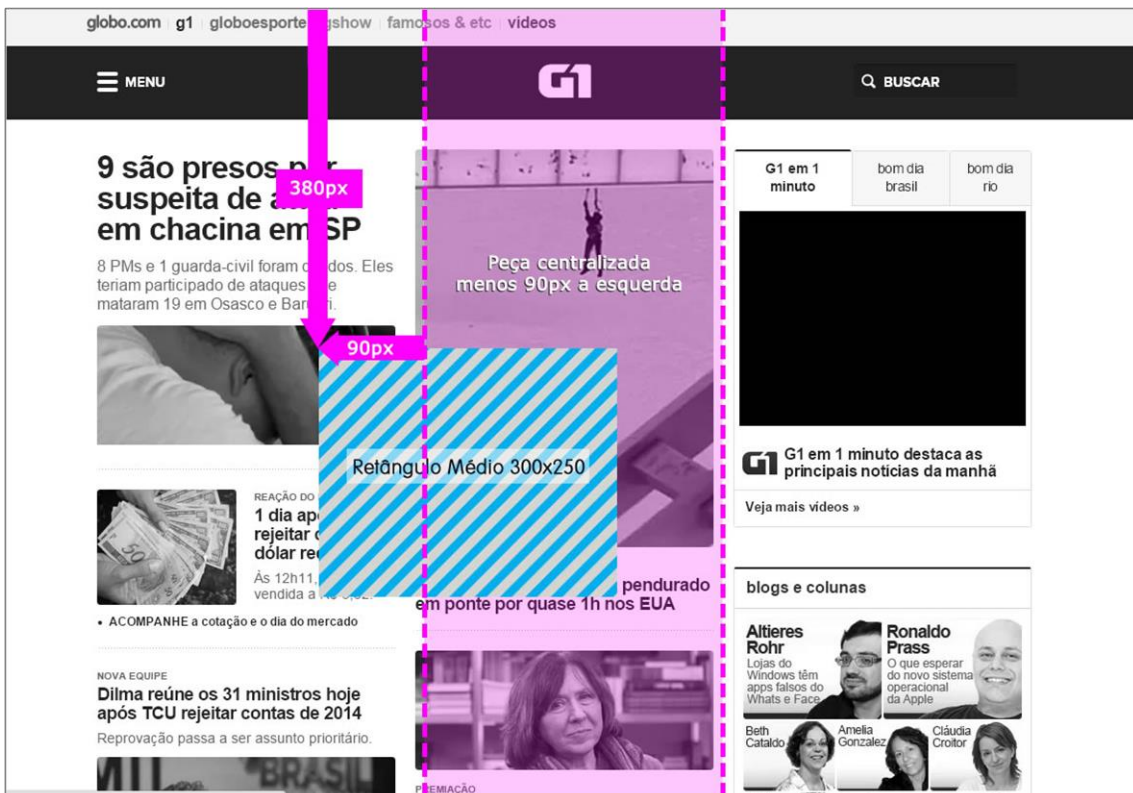 globo.com g1 globoesporte gshow famosos & etc videos
MENU
G1
BUSCAR
9 são presos por
suspeita de a
em chacina em SP
380px
8 PMs e 1 guarda-civil foram dos. Eles
teriam participado de ataques e
mataram 19 em Osasco e Bar ri.
90px
Peça centralizada
menos 90px a esquerda
Retângulo Médio 300x250
REAÇÃO DO
1 dia apó
rejeitar
dólar re
Às 12h11,
vendida a
• ACOMPANHE a cotação e o dia do mercado
NOVA EQUIPE
Dilma reúne os 31 ministros hoje
após TCU rejeitar contas de 2014
Reprovação passa a ser assunto prioritário.
BRASIL
pendurado
em ponte por quase 1h nos EUA
PREMIAÇÃO
G1 em 1
minuto
bom dia
brasil
bom dia
rio
G1
G1 em 1 minuto destaca as
principais notícias da manhã
Veja mais vídeos »
blogs e colunas
Altieres
Rohr
Lojas do
Windows têm
apps falsos do
Whats e Face
Ronaldo
Prass
O que esperar
do novo sistema
operacional
da Apple
Beth
Cataldo
Amelia
Gonzalez
Cláudia
Croitor